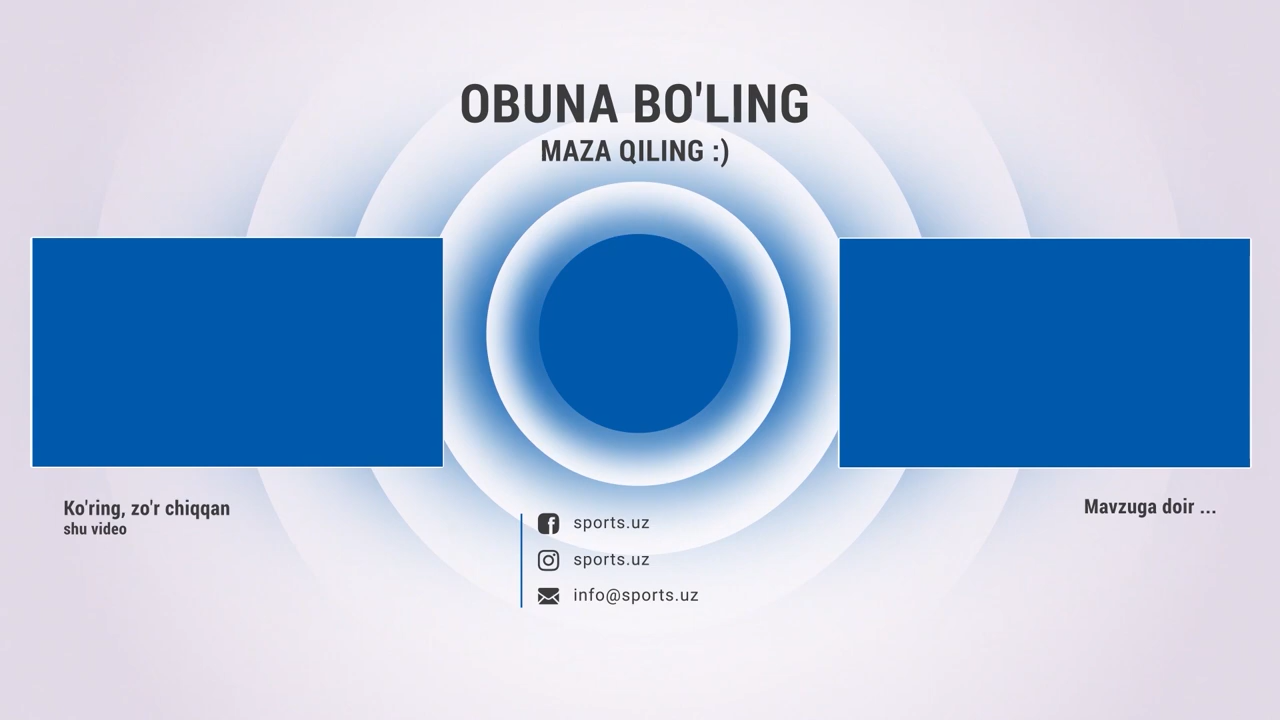 OBUNA BO'LING
MAZA QILING :)
Ko'ring, zo'r chiqqan
shu video
Mavzuga doir ...
sports.uz
sports.uz
info@sports.uz